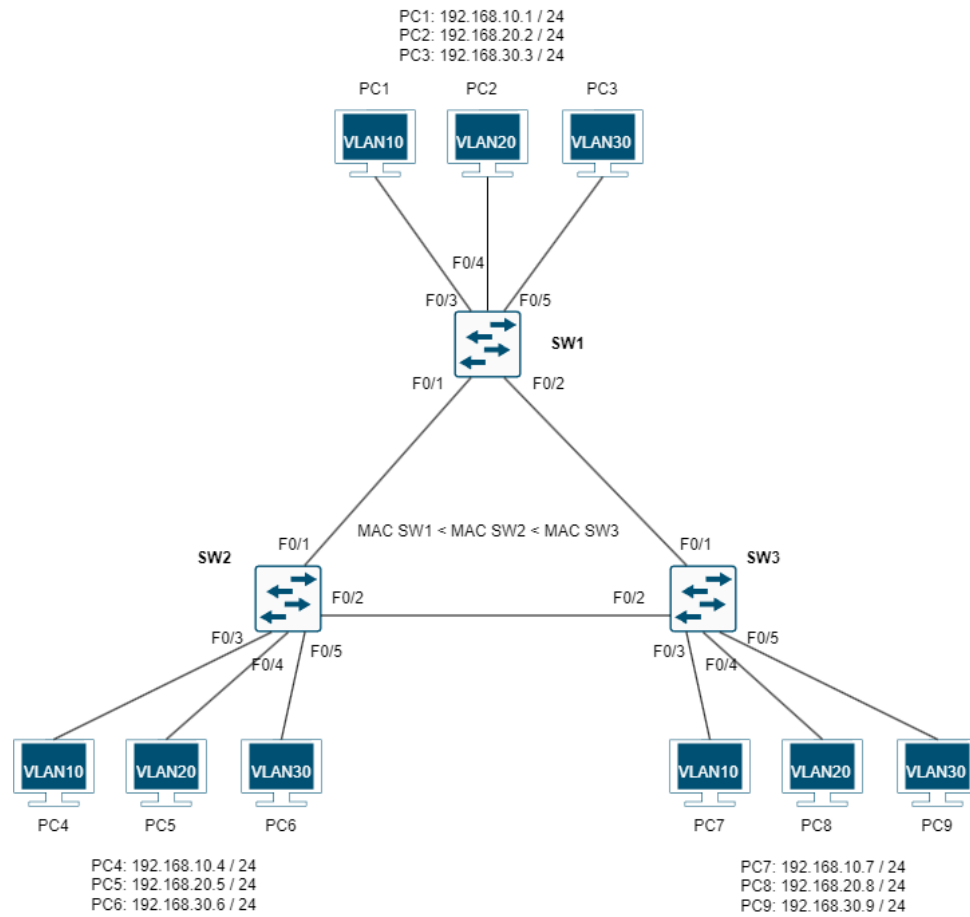 PC1: 192.168.10.1 / 24
PC2: 192.168.20.2 / 24
PC3: 192.168.30.3 / 24
PC1 PC2 PC3
VLAN10 VLAN20 VLAN30
F0/4
F0/3 F0/5
SW1
F0/1 F0/2
MAC SW1 < MAC SW2 < MAC SW3
F0/1 F0/1
SW2 SW3
F0/2 F0/2
F0/3 F0/4 F0/5 F0/3 F0/4 F0/5
VLAN10 VLAN20 VLAN30 VLAN10 VLAN20 VLAN30
PC4 PC5 PC6 PC7 PC8 PC9
PC4: 192.168.10.4 / 24
PC5: 192.168.20.5 / 24
PC6: 192.168.30.6 / 24
PC7: 192.168.10.7 / 24
PC8: 192.168.20.8 / 24
PC9: 192.168.30.9 / 24